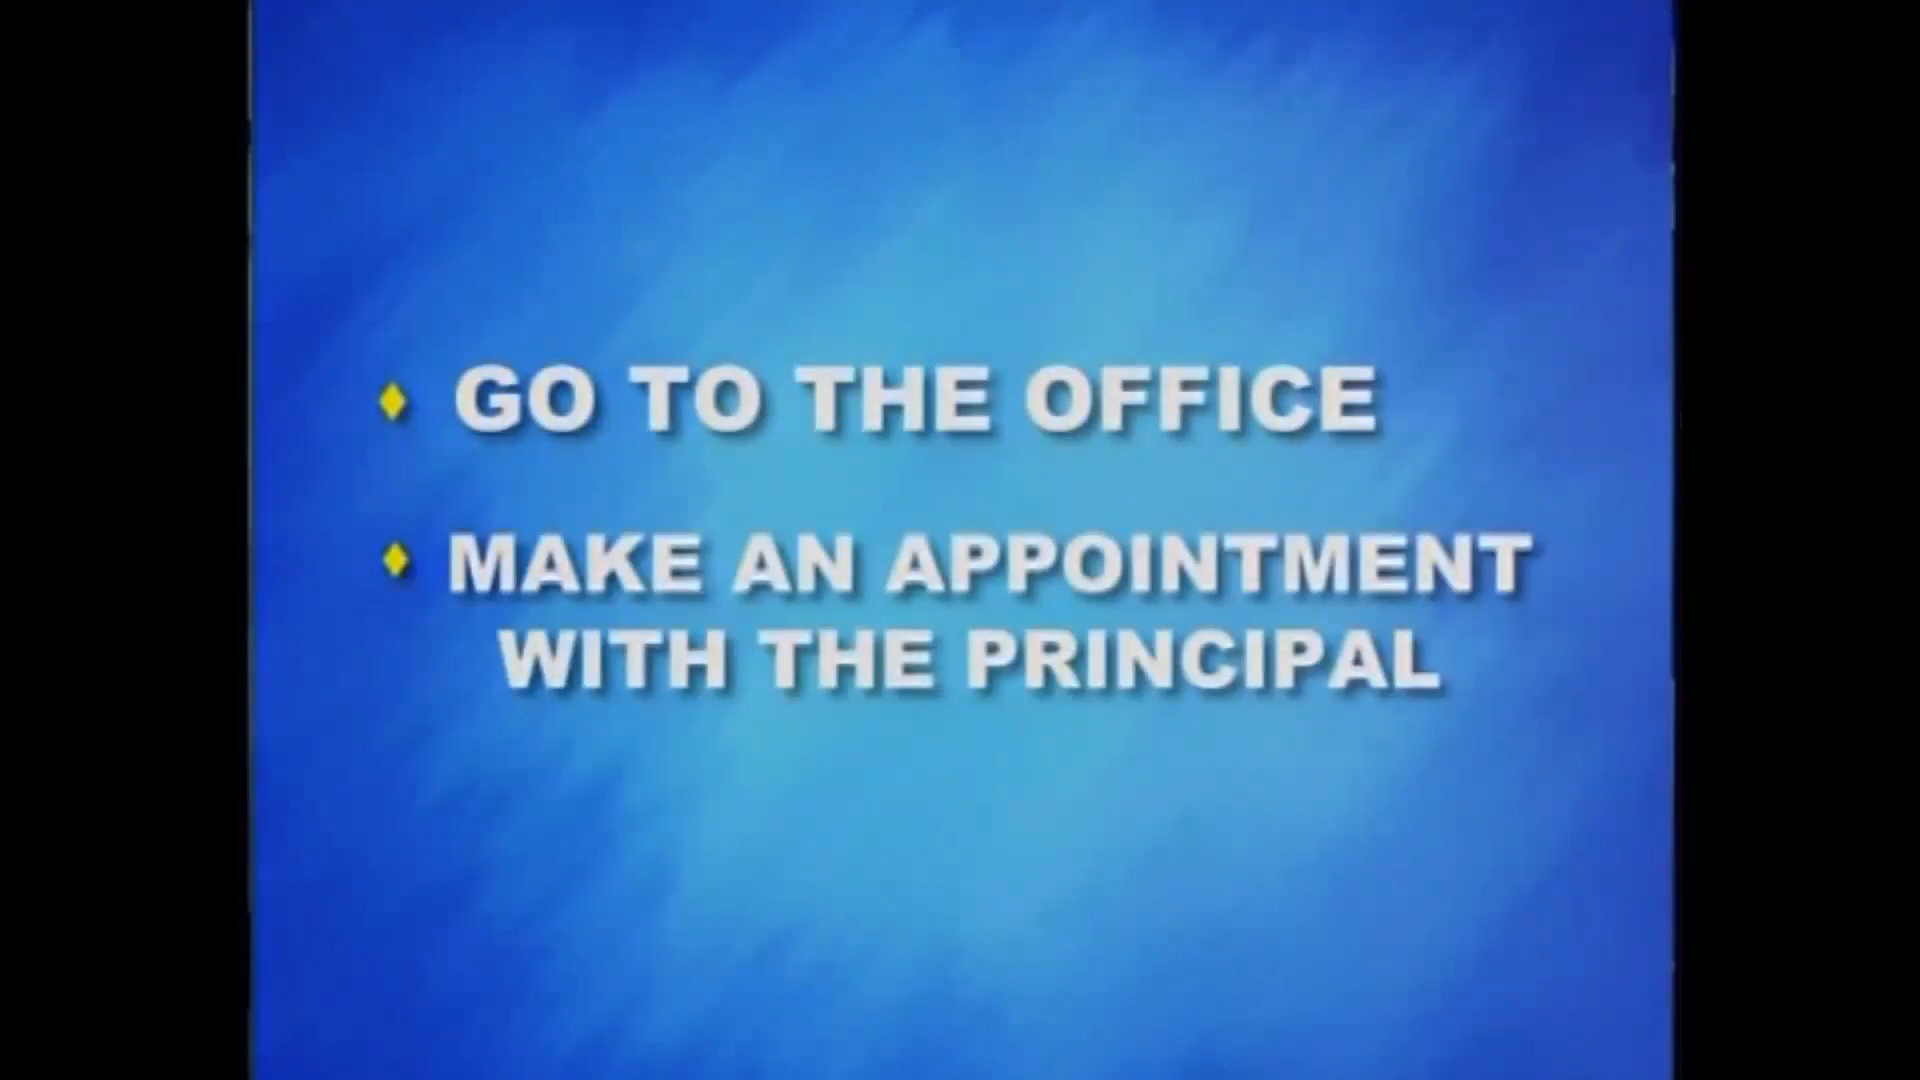 GO TO THE OFFICE
MAKE AN APPOINTMENT
WITH THE PRINCIPAL